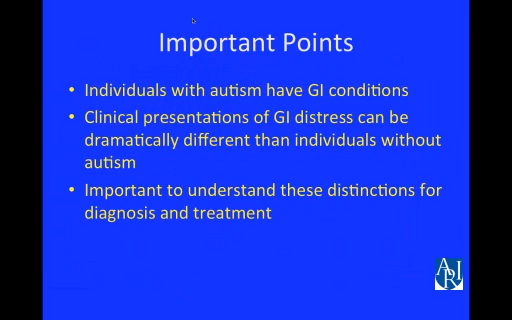 Important Points
• Individuals with autism have GI conditions
• Clinical presentations of GI distress can be
dramatically different than individuals without
autism
• Important to understand these distinctions for
diagnosis and treatment
ARI